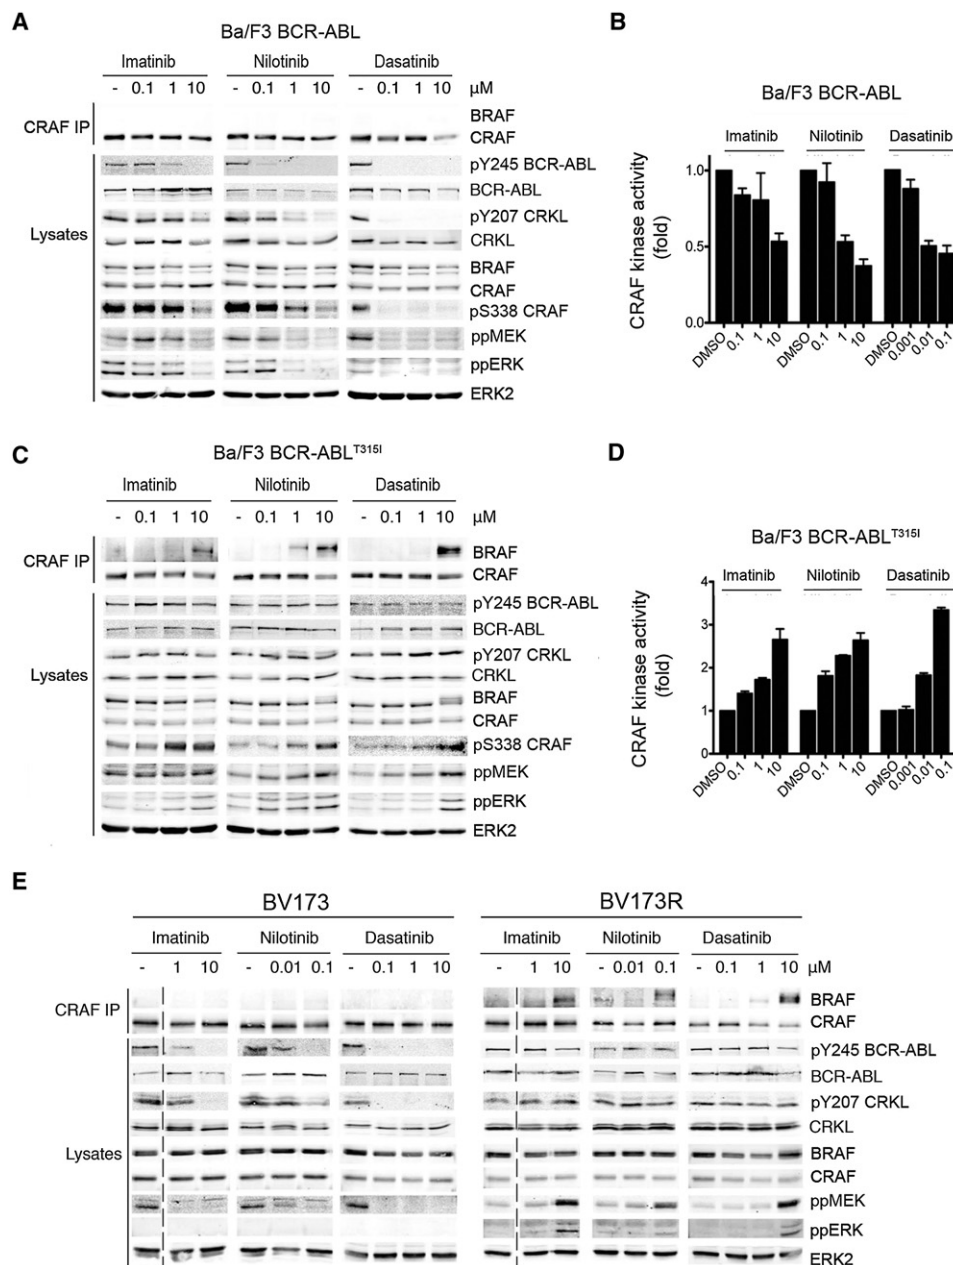 A
Ba/F3 BCR-ABL
Imatinib Nilotinib Dasatinib
- 0.1 1 10 - 0.1 1 10 - 0.1 1 10 μM
CRAF IP
BRAF
CRAF
Lysates
pY245 BCR-ABL
BCR-ABL
pY207 CRKL
CRKL
BRAF
CRAF
pS338 CRAF
ppMEK
ppERK
ERK2
B
Ba/F3 BCR-ABL
Imatinib Nilotinib Dasatinib
CRAF kinase activity
(fold)
1.0
0.5
0.0
DMSO 0.1 1 10 DMSO 0.1 1 10 DMSO 0.001 0.01 0.1
C
Ba/F3 BCR-ABLT315I
Imatinib Nilotinib Dasatinib
- 0.1 1 10 - 0.1 1 10 - 0.1 1 10 μM
CRAF IP
BRAF
CRAF
Lysates
pY245 BCR-ABL
BCR-ABL
pY207 CRKL
CRKL
BRAF
CRAF
pS338 CRAF
ppMEK
ppERK
ERK2
D
Ba/F3 BCR-ABLT315I
Imatinib Nilotinib Dasatinib
CRAF kinase activity
(fold)
4
3
2
1
0
DMSO 0.1 1 10 DMSO 0.1 1 10 DMSO 0.001 0.01 0.1
E
BV173 BV173R
Imatinib Nilotinib Dasatinib Imatinib Nilotinib Dasatinib
- 1 10 - 0.01 0.1 - 0.1 1 10 - 1 10 - 0.01 0.1 - 0.1 1 10 μM
CRAF IP
BRAF
CRAF
Lysates
pY245 BCR-ABL
BCR-ABL
pY207 CRKL
CRKL
BRAF
CRAF
ppMEK
ppERK
ERK2